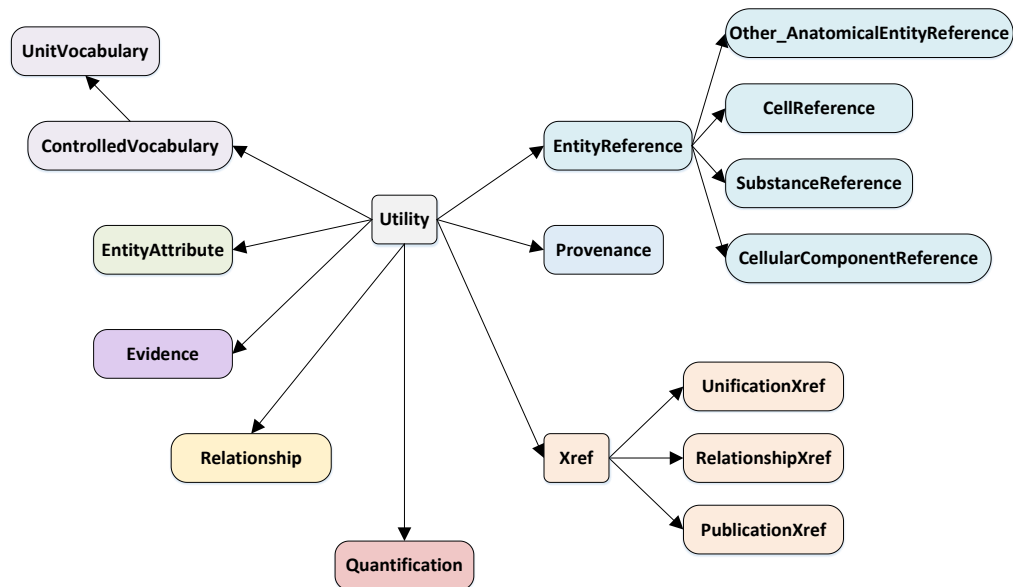 UnitVocabulary
Other_AnatomicalEntityReference
CellReference
ControlledVocabulary
EntityReference
SubstanceReference
Utility
EntityAttribute
Provenance
CellularComponentReference
Evidence
UnificationXref
Relationship
Xref
RelationshipXref
PublicationXref
Quantification